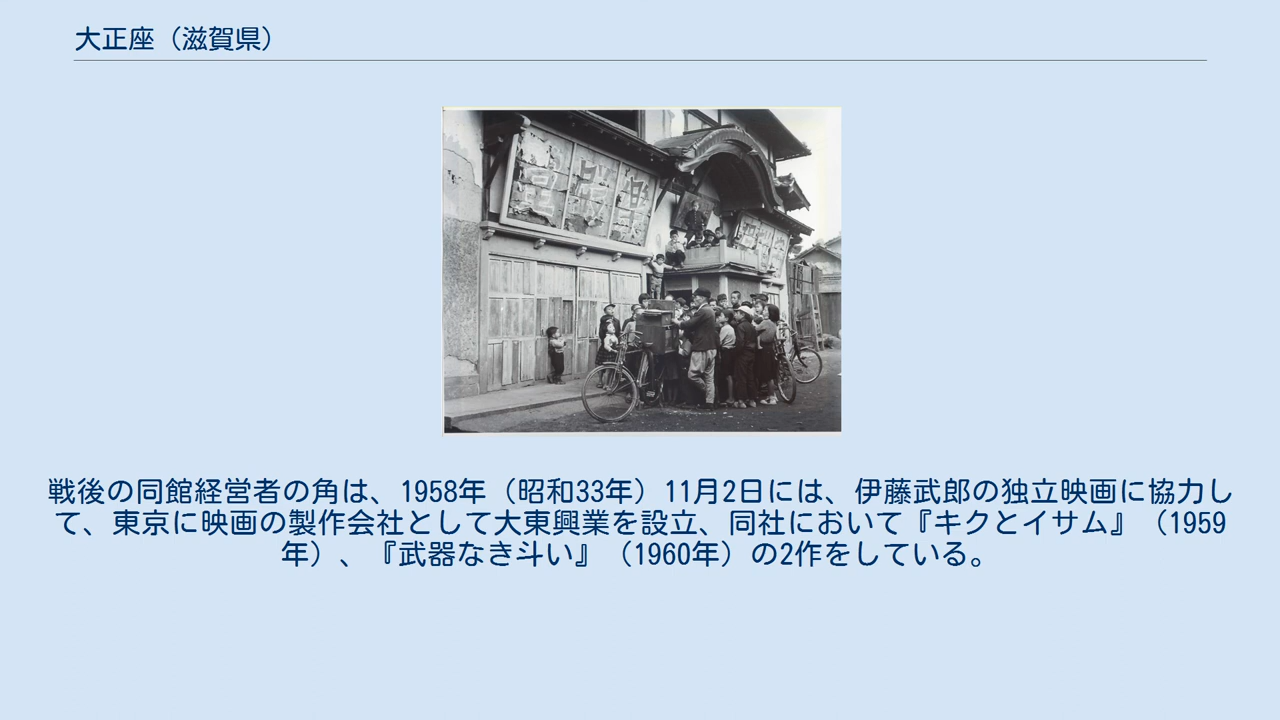 大正座（滋賀県）
戦後の同館経営者の角は、1958年（昭和33年）11月2日には、伊藤武郎の独立映画に協力し
て、東京に映画の製作会社として大東興業を設立、同社において『キクとイサム』（1959
年）、『武器なき斗い』（1960年）の2作をしている。